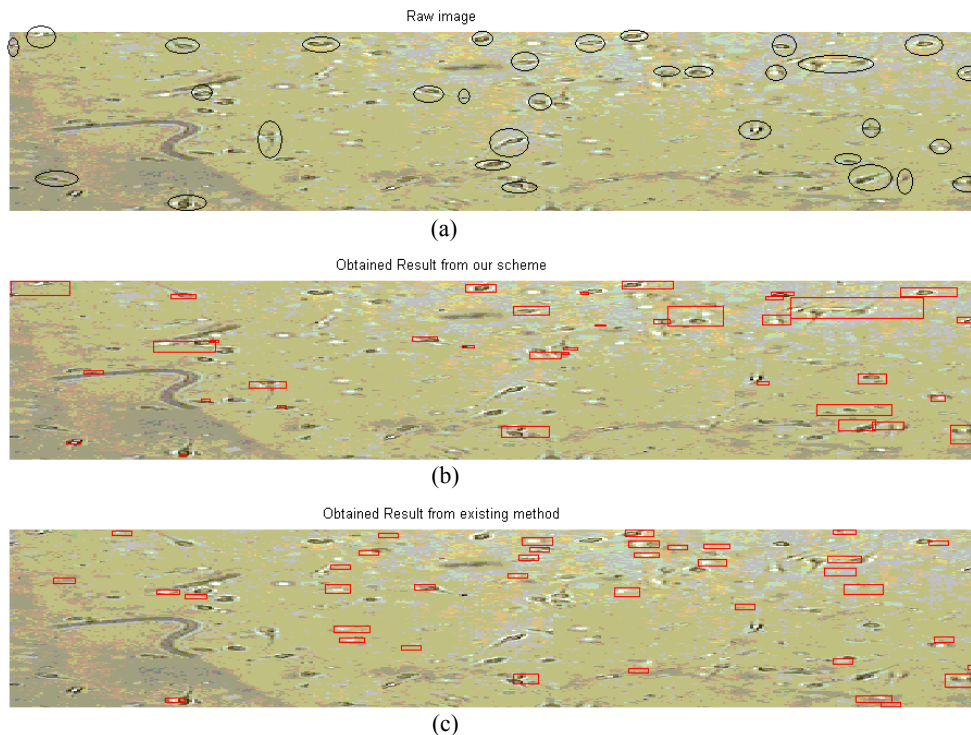 Raw image
(a)
Obtained Result from our scheme
(b)
Obtained Result from existing method
(c)